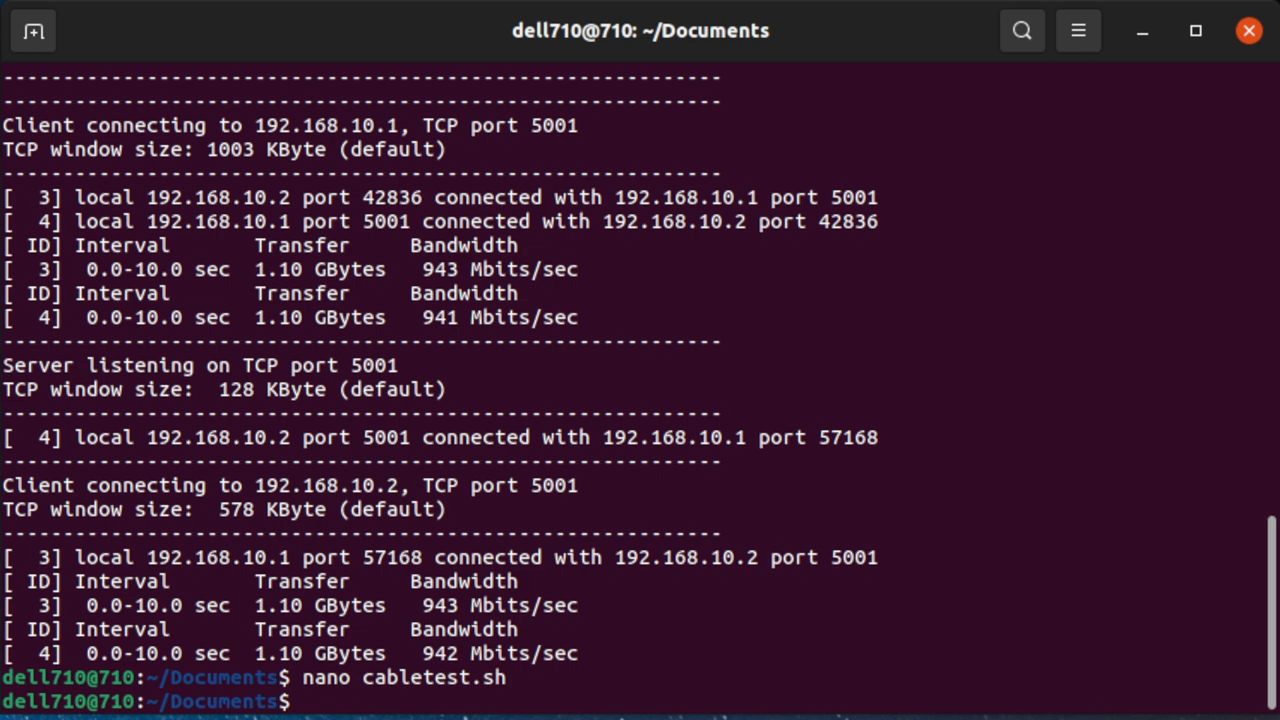 dell710@710: ~/Documents
------------------------------------------------------------
------------------------------------------------------------
Client connecting to 192.168.10.1, TCP port 5001
TCP window size: 1003 KByte (default)
------------------------------------------------------------
[  3] local 192.168.10.2 port 42836 connected with 192.168.10.1 port 5001
[  4] local 192.168.10.1 port 5001 connected with 192.168.10.2 port 42836
[ ID] Interval       Transfer     Bandwidth
[  3]  0.0-10.0 sec  1.10 GBytes   943 Mbits/sec
[ ID] Interval       Transfer     Bandwidth
[  4]  0.0-10.0 sec  1.10 GBytes   941 Mbits/sec
------------------------------------------------------------
Server listening on TCP port 5001
TCP window size:  128 KByte (default)
------------------------------------------------------------
[  4] local 192.168.10.2 port 5001 connected with 192.168.10.1 port 57168
------------------------------------------------------------
Client connecting to 192.168.10.2, TCP port 5001
TCP window size:  578 KByte (default)
------------------------------------------------------------
[  3] local 192.168.10.1 port 57168 connected with 192.168.10.2 port 5001
[ ID] Interval       Transfer     Bandwidth
[  3]  0.0-10.0 sec  1.10 GBytes   943 Mbits/sec
[ ID] Interval       Transfer     Bandwidth
[  4]  0.0-10.0 sec  1.10 GBytes   942 Mbits/sec
dell710@710:~/Documents$ nano cabletest.sh
dell710@710:~/Documents$